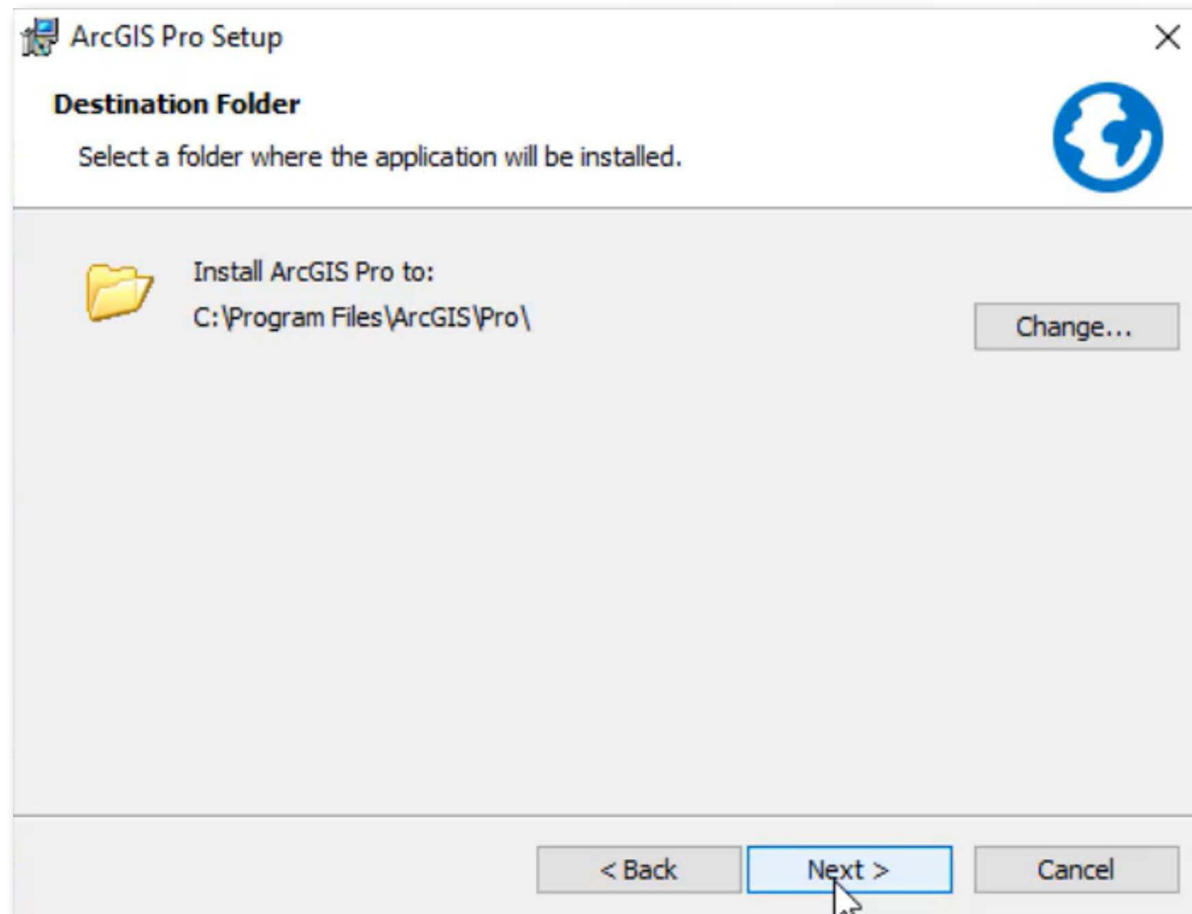 ArcGIS Pro Setup
Destination Folder
Select a folder where the application will be installed.
Install ArcGIS Pro to:
C:\Program Files\ArcGIS\Pro\
Change...
< Back
Next >
Cancel